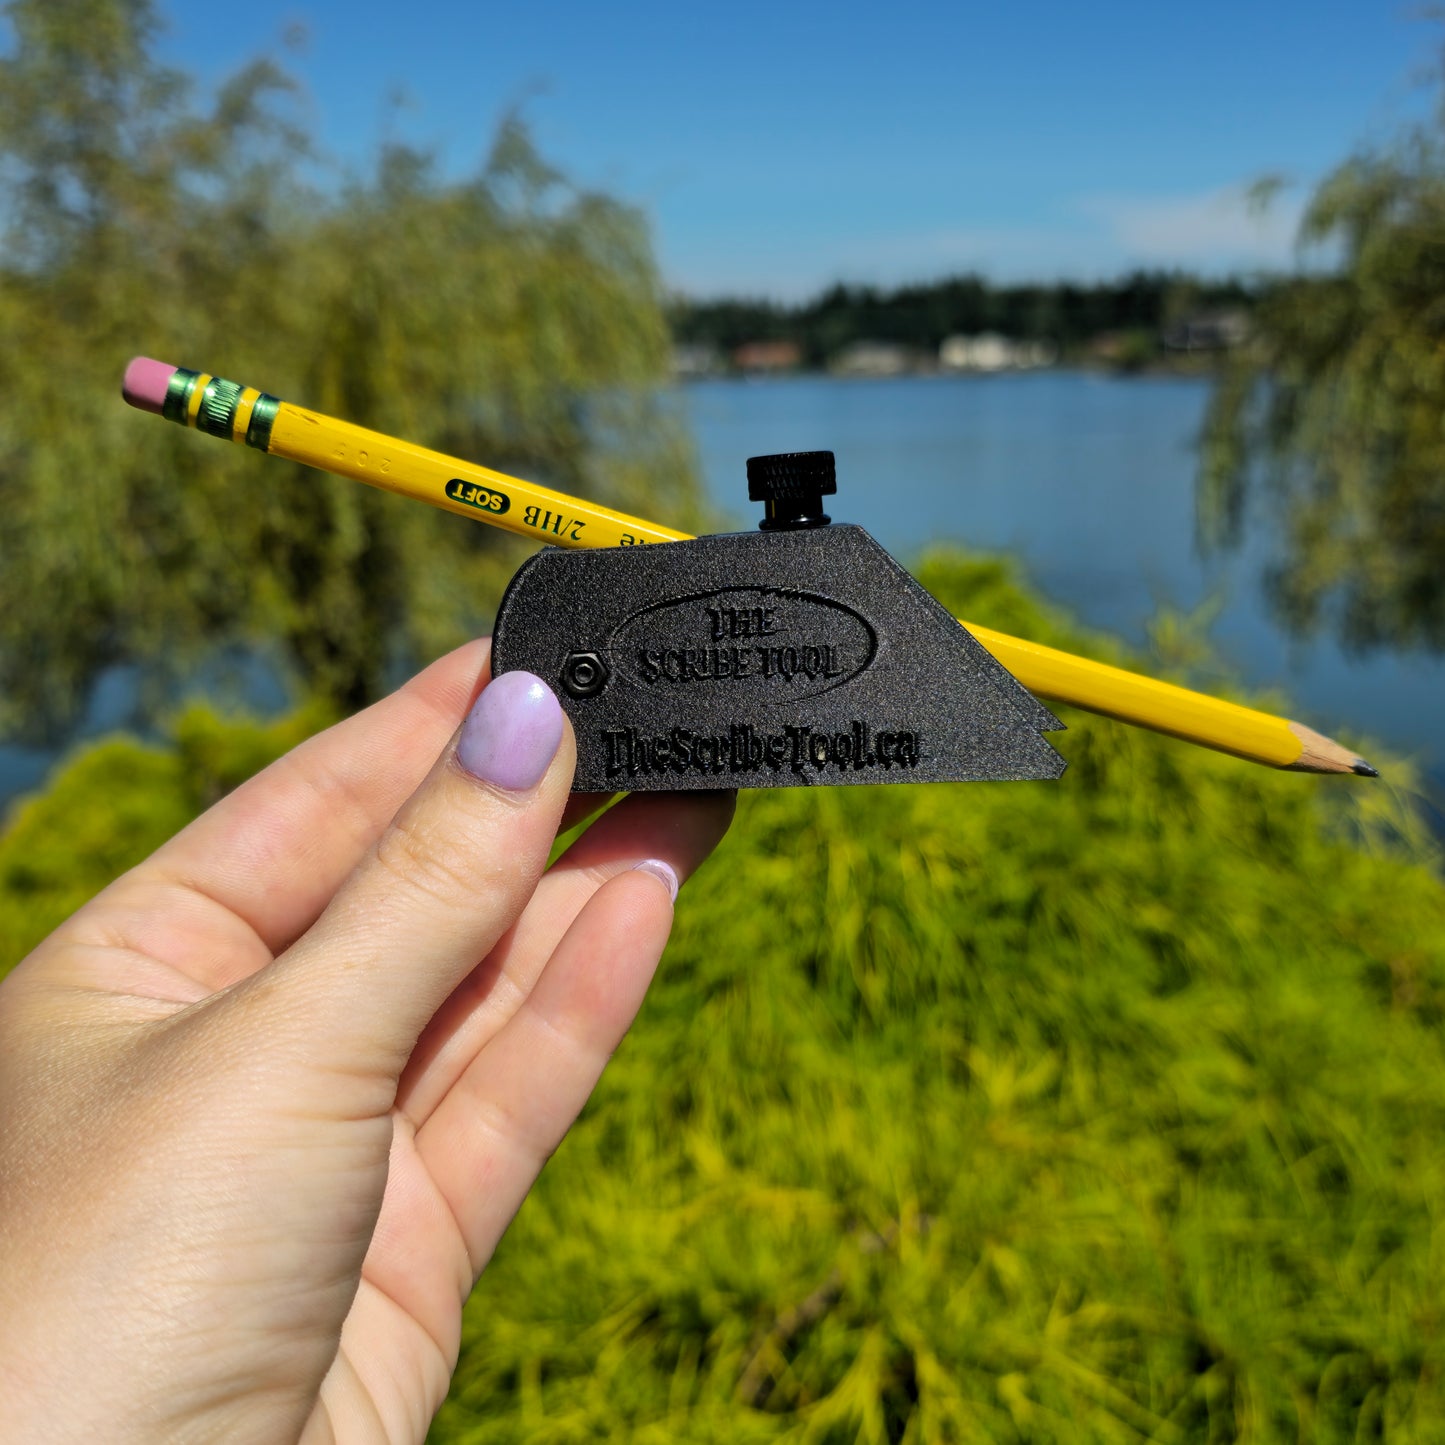 SOFT
2/HB
THE
SCRIBE TOOL
TheScribeTool.ca